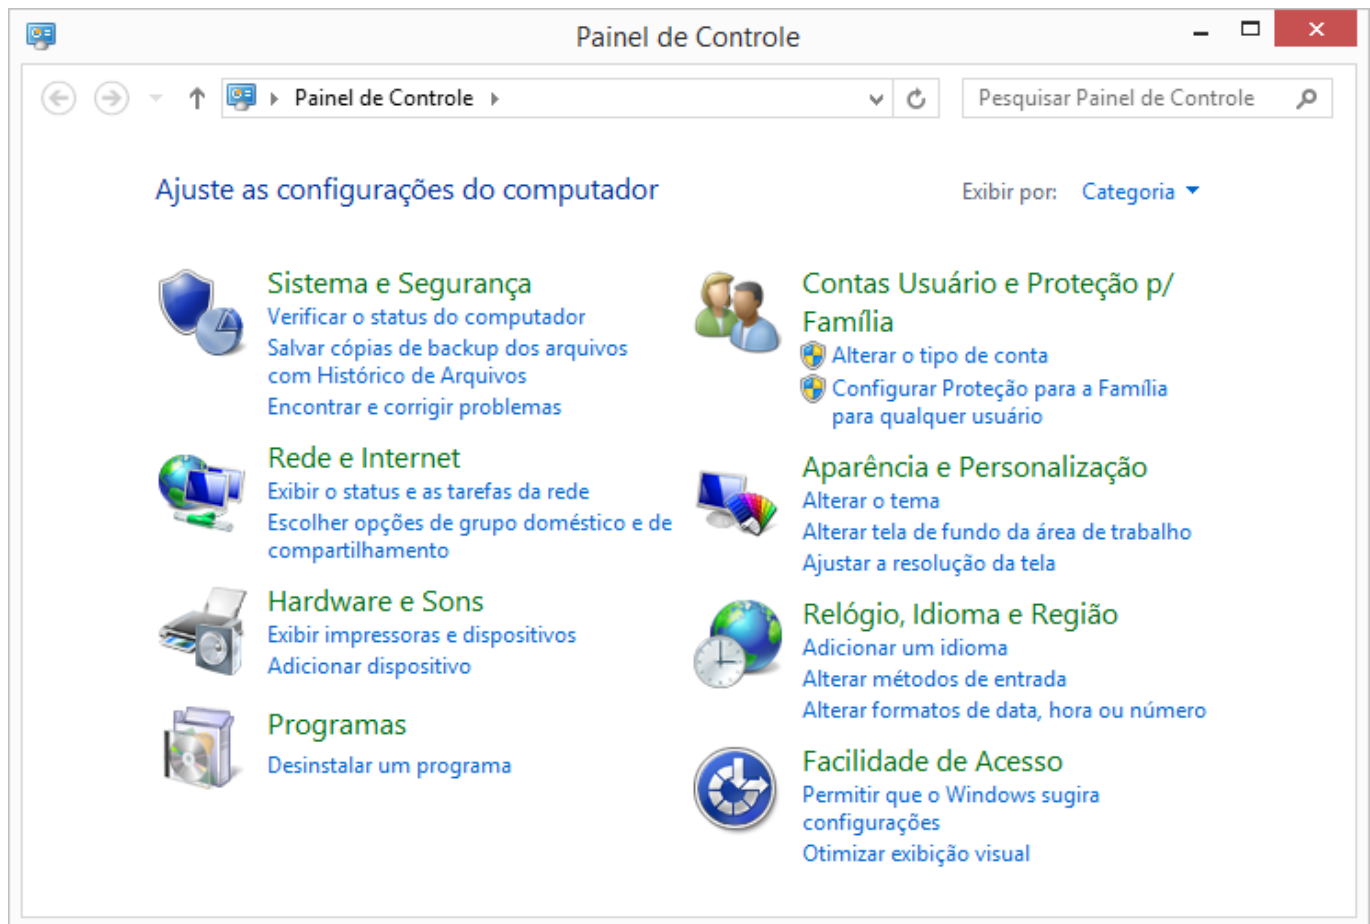 Painel de Controle
Painel de Controle
Pesquisar Painel de Controle
Ajuste as configurações do computador
Exibir por: Categoria
Sistema e Segurança
Verificar o status do computador
Salvar cópias de backup dos arquivos
com Histórico de Arquivos
Encontrar e corrigir problemas
Rede e Internet
Exibir o status e as tarefas da rede
Escolher opções de grupo doméstico e de
compartilhamento
Hardware e Sons
Exibir impressoras e dispositivos
Adicionar dispositivo
Programas
Desinstalar um programa
Contas Usuário e Proteção p/
Família
Alterar o tipo de conta
Configurar Proteção para a Família
para qualquer usuário
Aparência e Personalização
Alterar o tema
Alterar tela de fundo da área de trabalho
Ajustar a resolução da tela
Relógio, Idioma e Região
Adicionar um idioma
Alterar métodos de entrada
Alterar formatos de data, hora ou número
Facilidade de Acesso
Permitir que o Windows sugira
configurações
Otimizar exibição visual